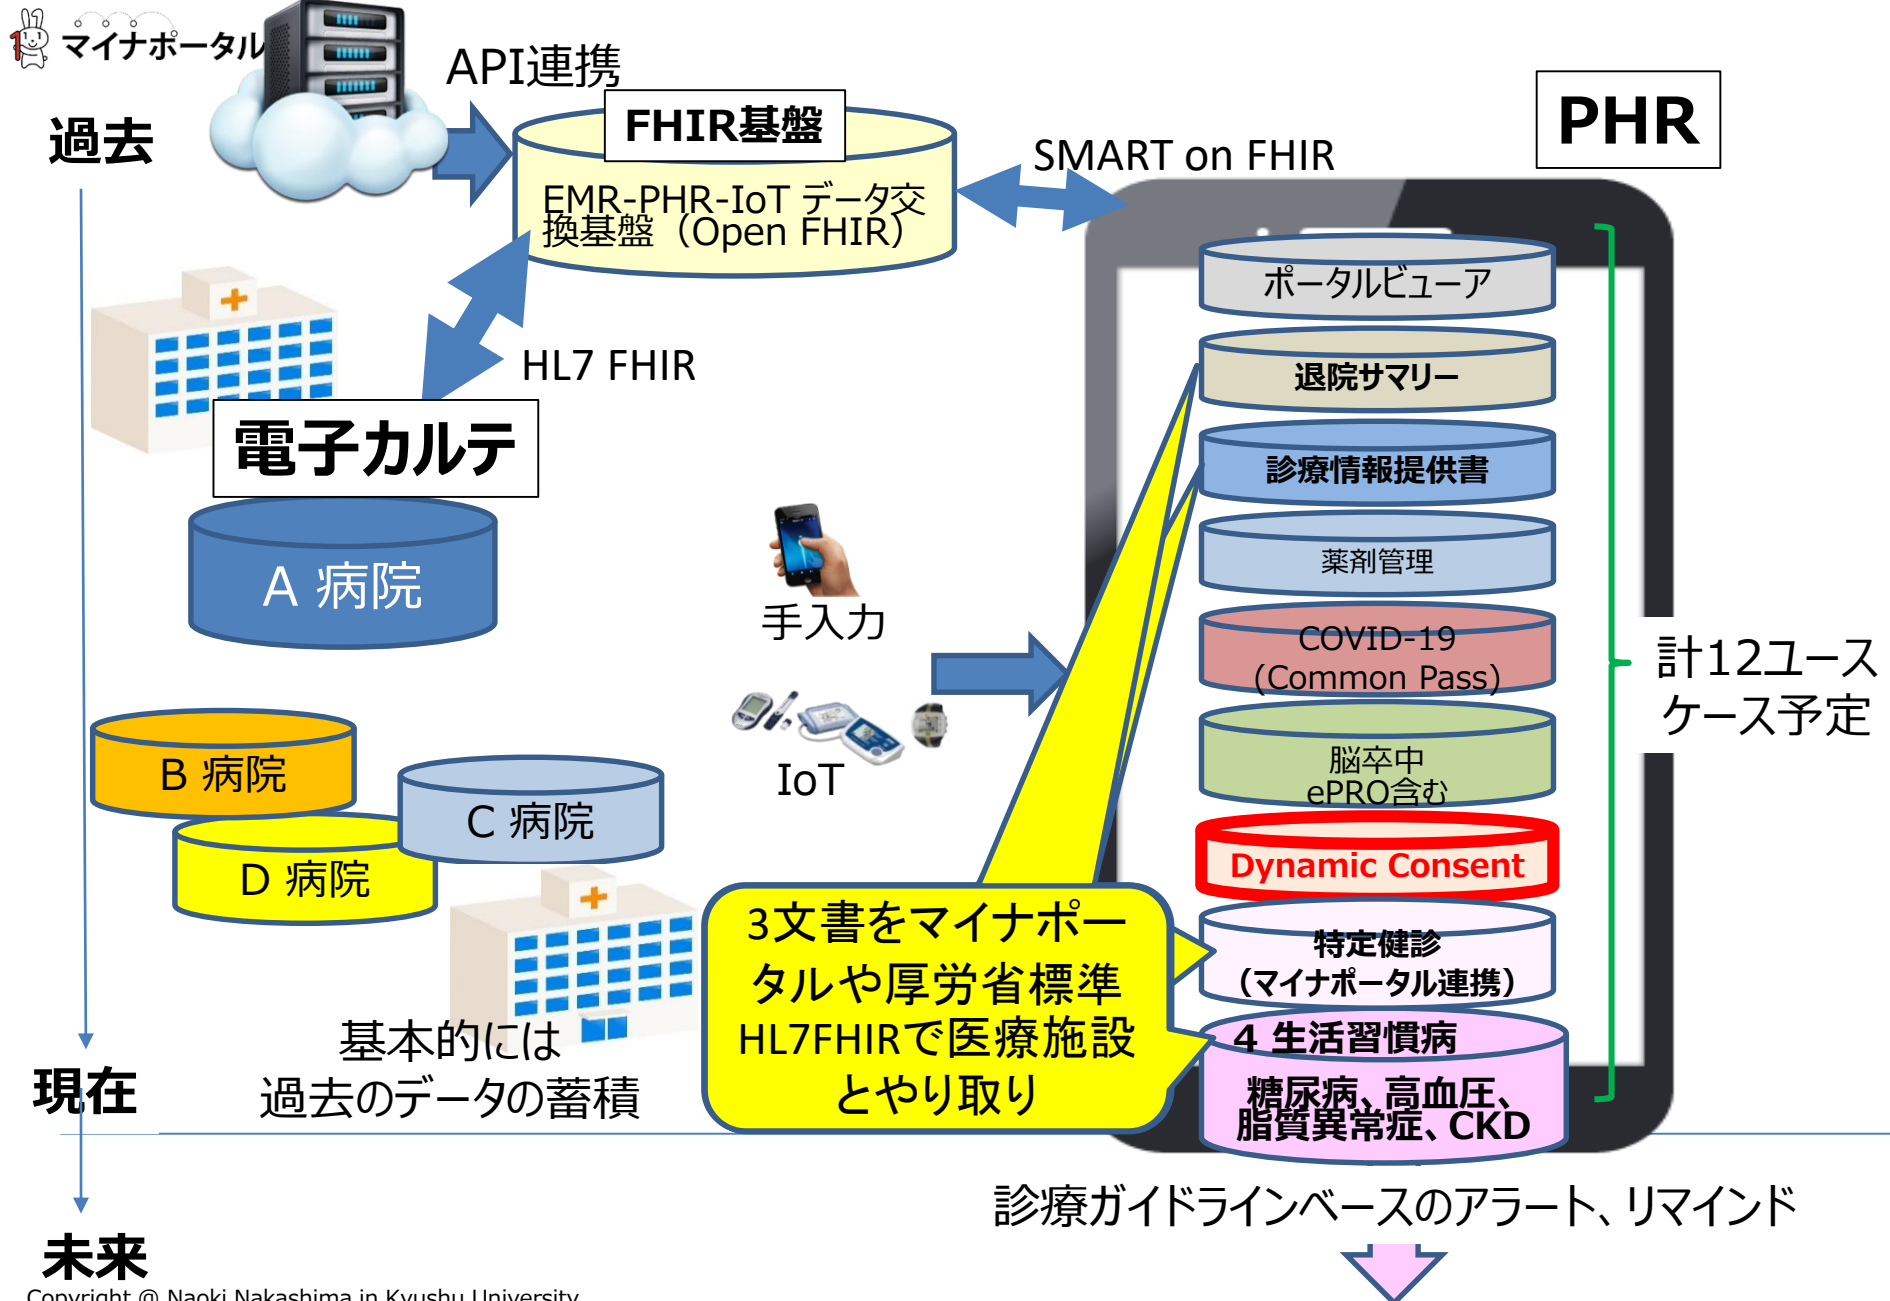 マイナポータル
API連携
過去
FHIR基盤
EMR-PHR-IoT データ交
換基盤（Open FHIR）
SMART on FHIR
PHR
HL7 FHIR
電子カルテ
A 病院
B 病院
C 病院
D 病院
基本的には
過去のデータの蓄積
手入力
IoT
ポータルビューア
退院サマリー
診療情報提供書
薬剤管理
COVID-19
(Common Pass)
脳卒中
ePRO含む
Dynamic Consent
特定健診
（マイナポータル連携）
4 生活習慣病
糖尿病、高血圧、
脂質異常症、CKD
計12ユース
ケース予定
3文書をマイナポー
タルや厚労省標準
HL7FHIRで医療施設
とやり取り
現在
診療ガイドラインベースのアラート、リマインド
未来
Copyright @ Naoki Nakashima in Kyushu University